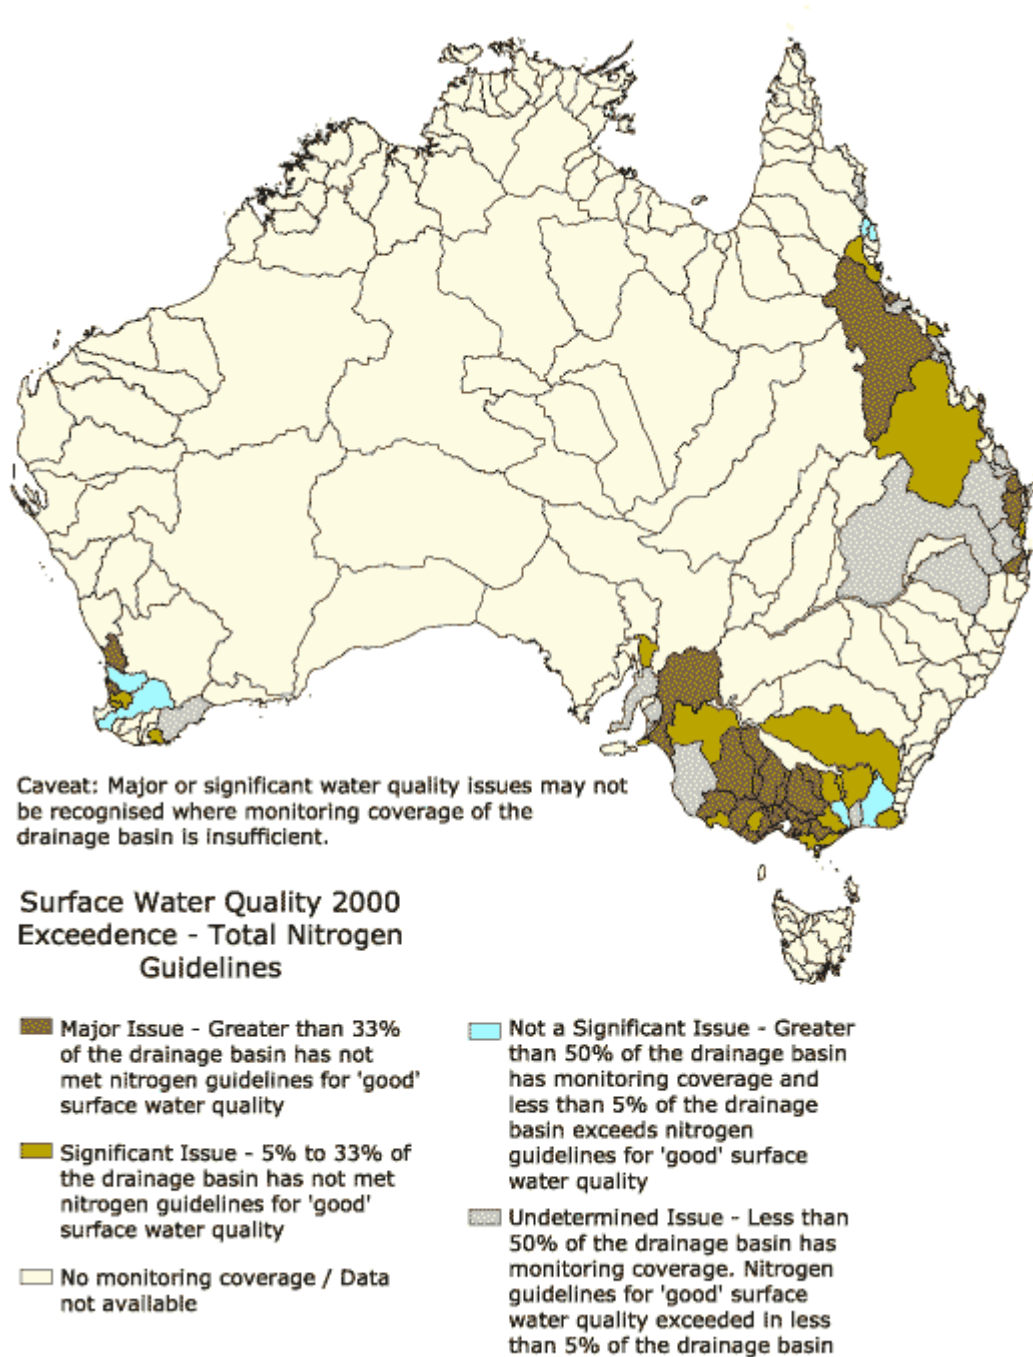 Caveat: Major or significant water quality issues may not
be recognised where monitoring coverage of the
drainage basin is insufficient.
Surface Water Quality 2000
Exceedence - Total Nitrogen
Guidelines
Major Issue - Greater than 33%
of the drainage basin has not
met nitrogen guidelines for 'good'
surface water quality
Significant Issue - 5% to 33% of
the drainage basin has not met
nitrogen guidelines for 'good'
surface water quality
No monitoring coverage / Data
not available
Not a Significant Issue - Greater
than 50% of the drainage basin
has monitoring coverage and
less than 5% of the drainage
basin exceeds nitrogen
guidelines for 'good' surface
water quality
Undetermined Issue - Less than
50% of the drainage basin has
monitoring coverage. Nitrogen
guidelines for 'good' surface
water quality exceeded in less
than 5% of the drainage basin